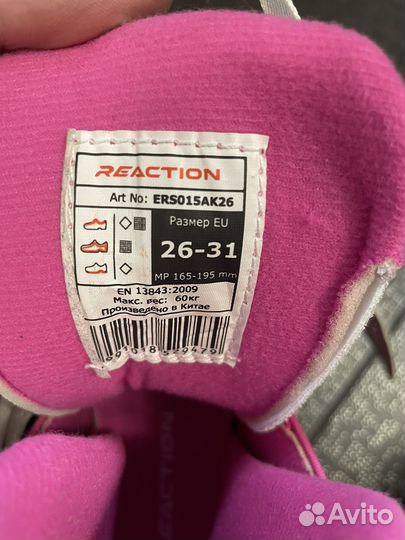 REACTION
Art No: ERS015AK26
Размер EU
26-31
MP 165-195 mm
EN 13843:2009
Макс. вес: 60кг
Произведено в Китае
REACTION
Avito